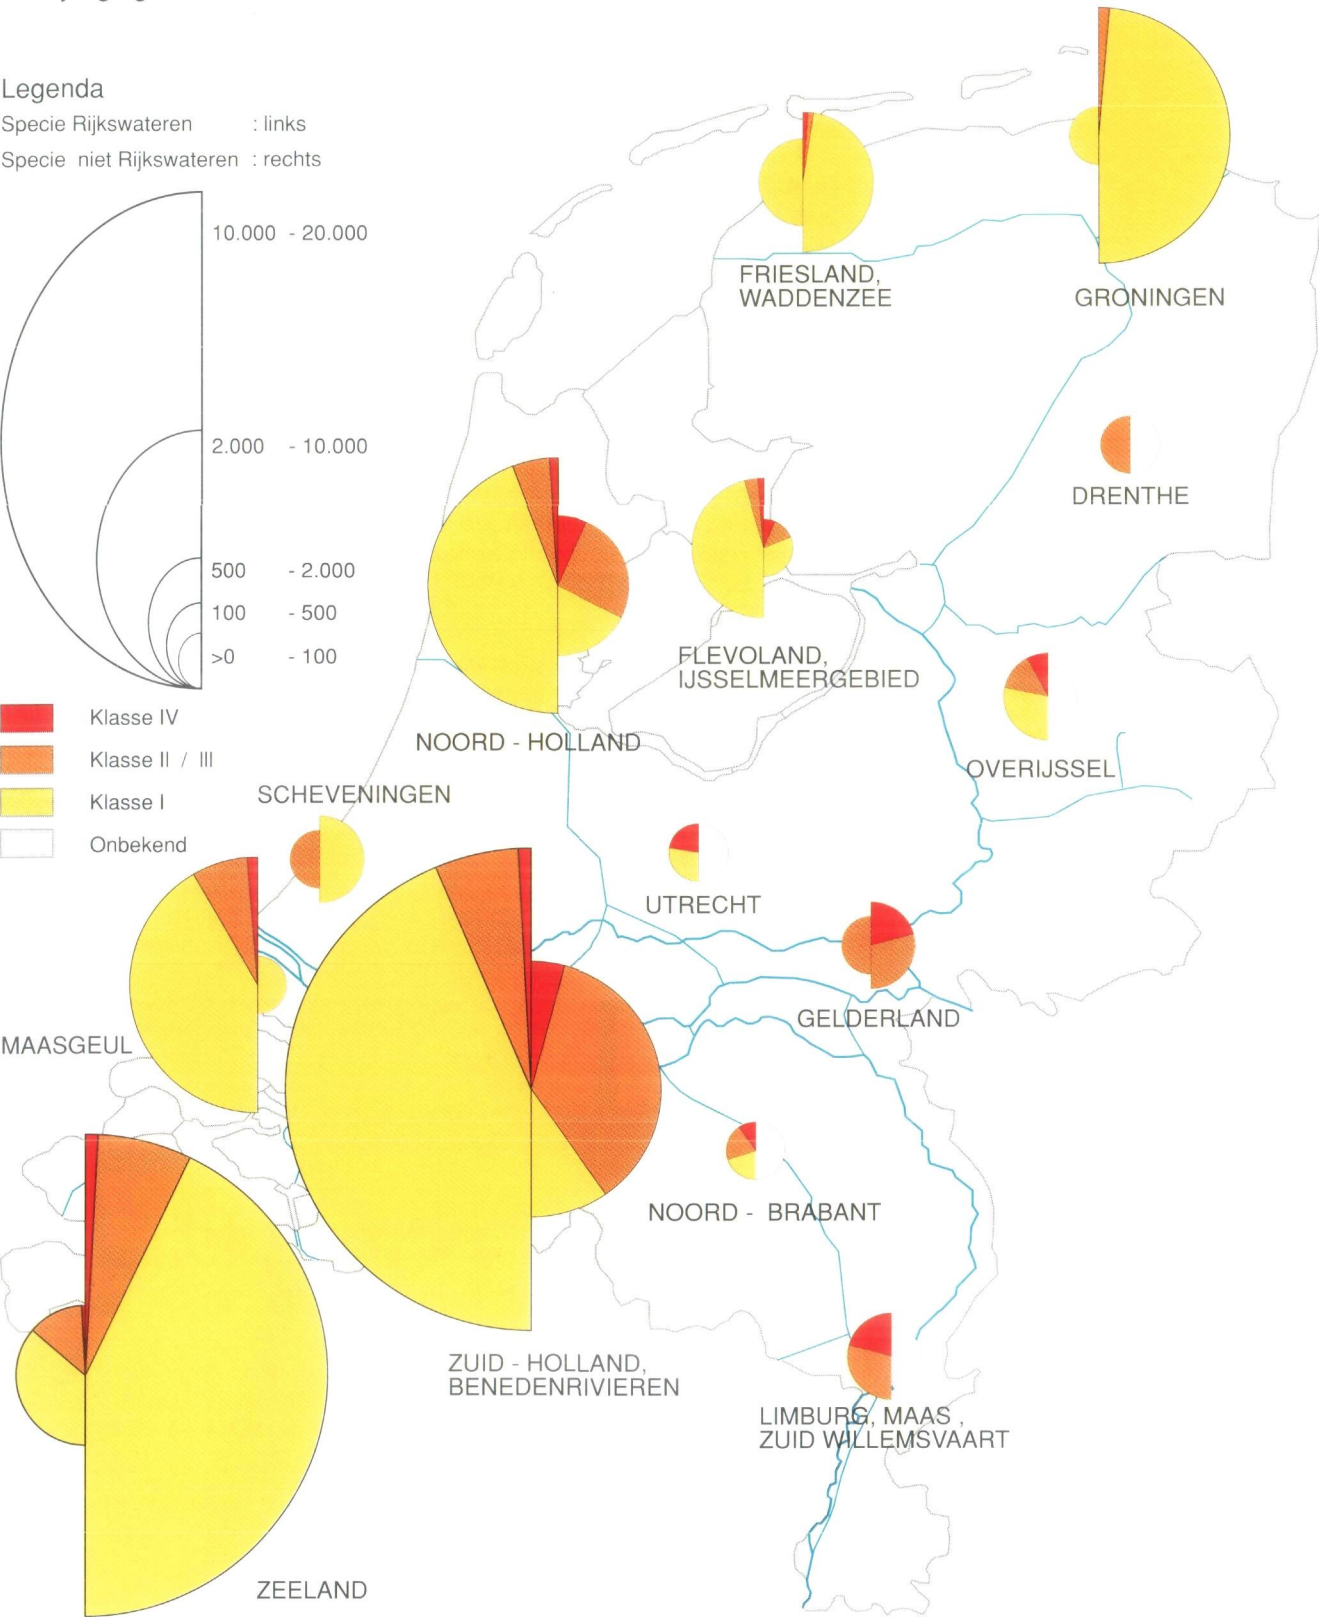 Legenda
Specie Rijkswateren : links
Specie niet Rijkswateren : rechts
10.000 - 20.000
2.000 - 10.000
500 - 2.000
100 - 500
>0 - 100
Klasse IV
Klasse II / III
Klasse I
Onbekend
FRIESLAND,
WADDENZEE
GRONINGEN
DRENTHE
FLEVOLAND,
IJSSELMEERGEBIED
NOORD - HOLLAND
OVERIJSSEL
SCHEVENINGEN
UTRECHT
GELDERLAND
MAASGEUL
NOORD - BRABANT
ZUID - HOLLAND,
BENEDENRIVIEREN
LIMBURG, MAAS ,
ZUID WILLEMSVAART
ZEELAND